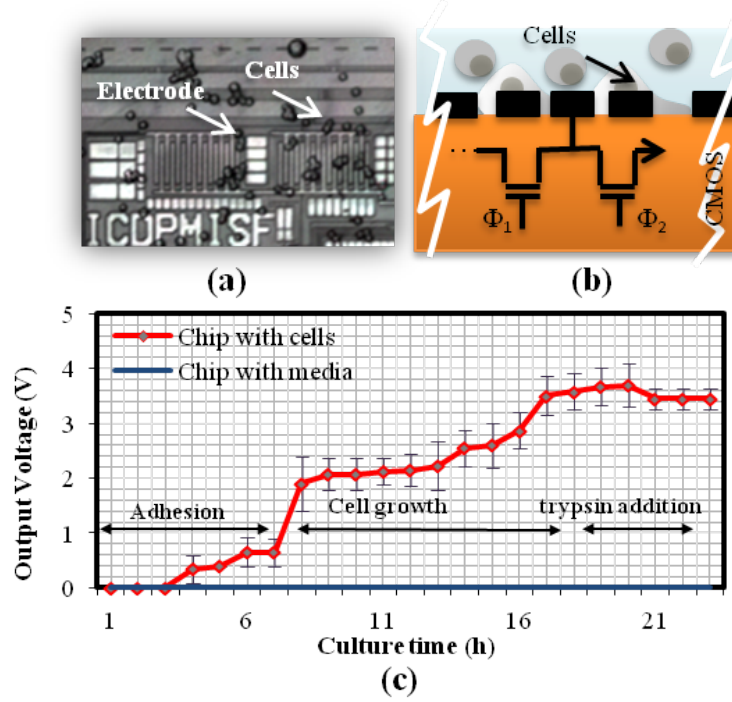 Cells
Electrode
ICUPMISF!!
(a)
Cells
Φ1
Φ2
CMOS
(b)
Output Voltage (V)
5
4
3
2
1
0
Chip with cells
Chip with media
Adhesion
Cell growth
trypsin addition
1
6
11
16
21
Culture time (h)
(c)